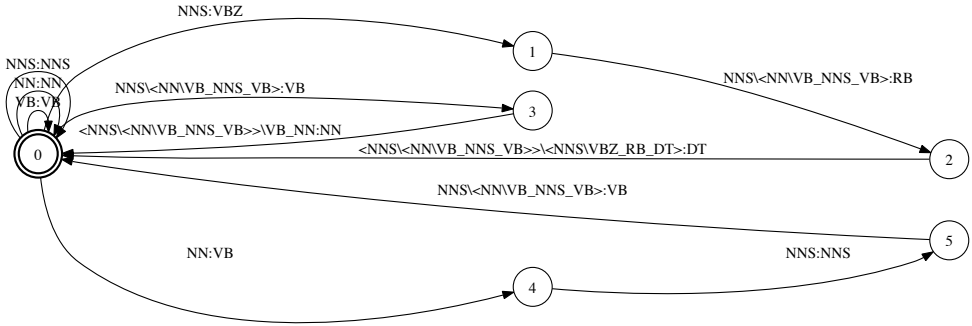 NNS:VBZ
1
NNS:NNS
NN:NN
VB:VB
NNS\<NN\VB_NNS_VB>:RB
NNS\<NN\VB_NNS_VB>:VB
3
<NNS\<NN\VB_NNS_VB>>\VB_NN:NN
0
<NNS\<NN\VB_NNS_VB>>\<NNS\VBZ_RB_DT>:DT
2
NNS\<NN\VB_NNS_VB>:VB
5
NN:VB
NNS:NNS
4